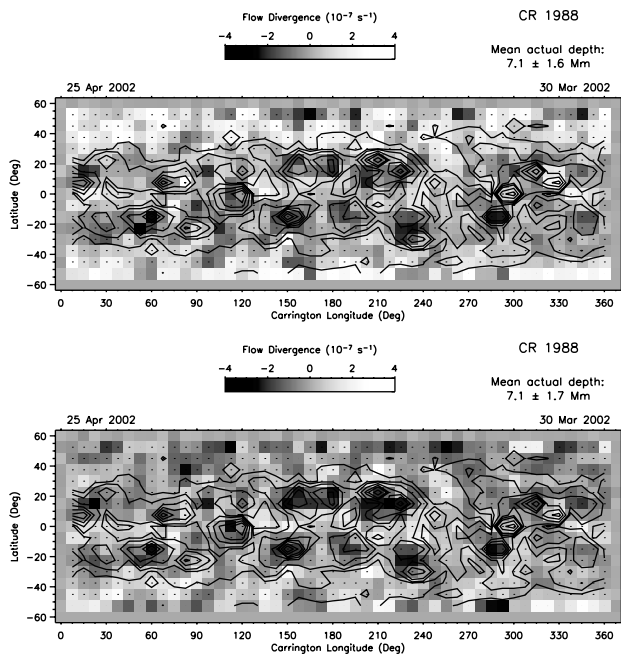 Flow Divergence (10⁻⁷ s⁻¹)
CR 1988
−4 −2 0 2 4
Mean actual depth:
7.1 ± 1.6 Mm
25 Apr 2002
30 Mar 2002
60
40
20
0
−20
−40
−60
Latitude (Deg)
0 30 60 90 120 150 180 210 240 270 300 330 360
Carrington Longitude (Deg)
Flow Divergence (10⁻⁷ s⁻¹)
CR 1988
−4 −2 0 2 4
Mean actual depth:
7.1 ± 1.7 Mm
25 Apr 2002
30 Mar 2002
60
40
20
0
−20
−40
−60
Latitude (Deg)
0 30 60 90 120 150 180 210 240 270 300 330 360
Carrington Longitude (Deg)